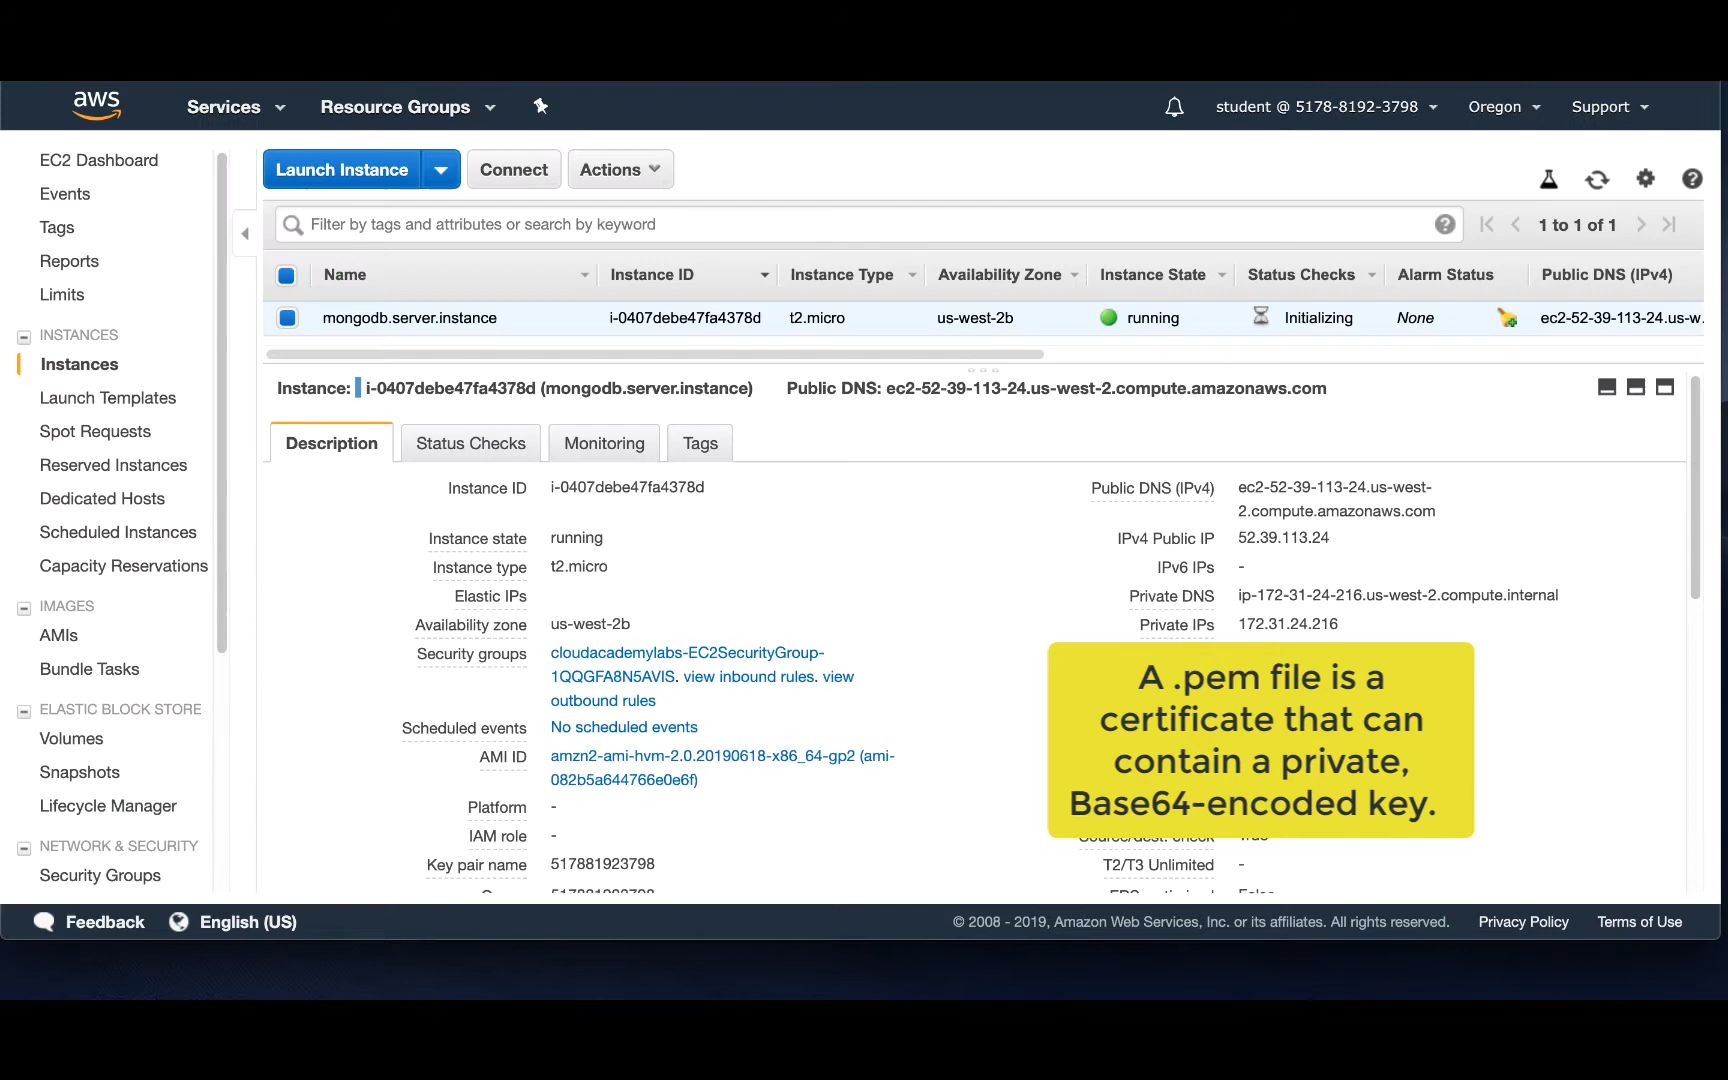 aws Services Resource Groups student @ 5178-8192-3798 Oregon Support
EC2 Dashboard
Events
Tags
Reports
Limits
INSTANCES
Instances
Launch Templates
Spot Requests
Reserved Instances
Dedicated Hosts
Scheduled Instances
Capacity Reservations
IMAGES
AMIs
Bundle Tasks
ELASTIC BLOCK STORE
Volumes
Snapshots
Lifecycle Manager
NETWORK & SECURITY
Security Groups
Launch Instance Connect Actions
Filter by tags and attributes or search by keyword 1 to 1 of 1
Name Instance ID Instance Type Availability Zone Instance State Status Checks Alarm Status Public DNS (IPv4)
mongodb.server.instance i-0407debe47fa4378d t2.micro us-west-2b running Initializing None ec2-52-39-113-24.us-w.
Instance: i-0407debe47fa4378d (mongodb.server.instance) Public DNS: ec2-52-39-113-24.us-west-2.compute.amazonaws.com
Description Status Checks Monitoring Tags
Instance ID i-0407debe47fa4378d
Instance state running
Instance type t2.micro
Elastic IPs
Availability zone us-west-2b
Security groups cloudacademylabs-EC2SecurityGroup-
1QQGFA8N5AVIS. view inbound rules. view
outbound rules
Scheduled events No scheduled events
AMI ID amzn2-ami-hvm-2.0.20190618-x86_64-gp2 (ami-
082b5a644766e0e6f)
Platform -
IAM role -
Key pair name 517881923798
Public DNS (IPv4) ec2-52-39-113-24.us-west-
2.compute.amazonaws.com
IPv4 Public IP 52.39.113.24
IPv6 IPs -
Private DNS ip-172-31-24-216.us-west-2.compute.internal
Private IPs 172.31.24.216
A .pem file is a
certificate that can
contain a private,
Base64-encoded key.
T2/T3 Unlimited -
Feedback English (US) © 2008 - 2019, Amazon Web Services, Inc. or its affiliates. All rights reserved. Privacy Policy Terms of Use